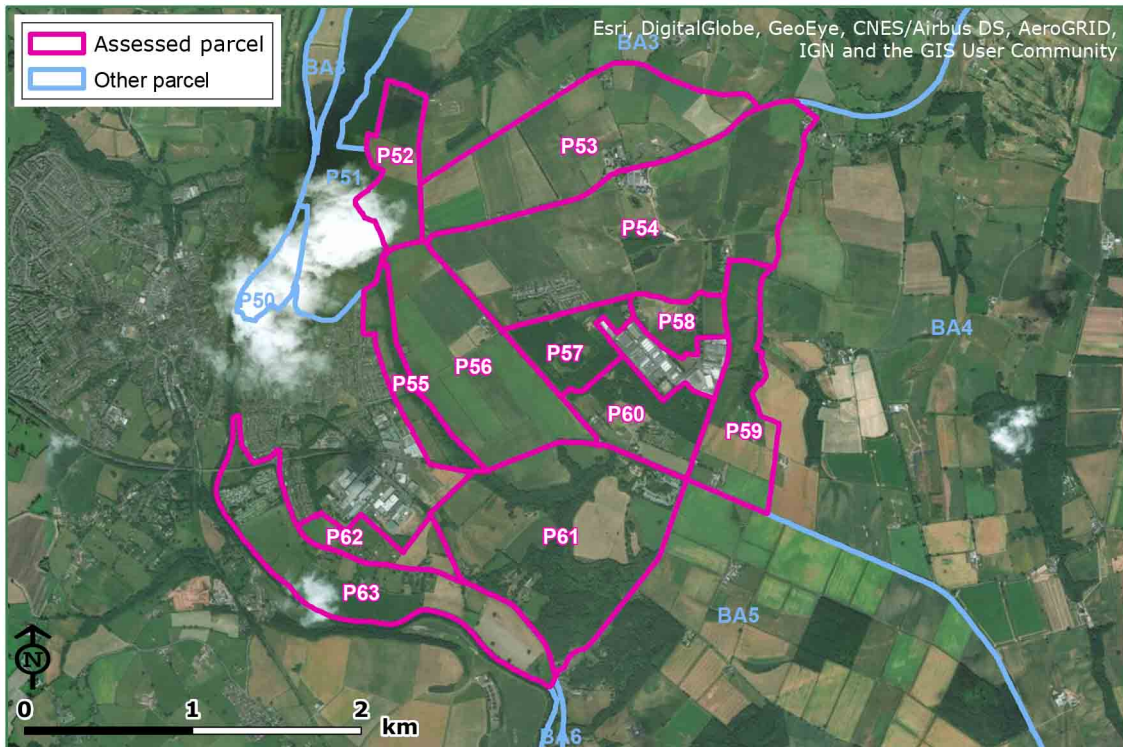 Esri, DigitalGlobe, GeoEye, CNES/Airbus DS, AeroGRID,
IGN and the GIS User Community
Assessed parcel
Other parcel
BA3
P51
P52
P53
P54
P50
P55
P56
P57
P58
P59
P60
P61
P62
P63
BA4
BA5
BA6
N
0 1 2
km